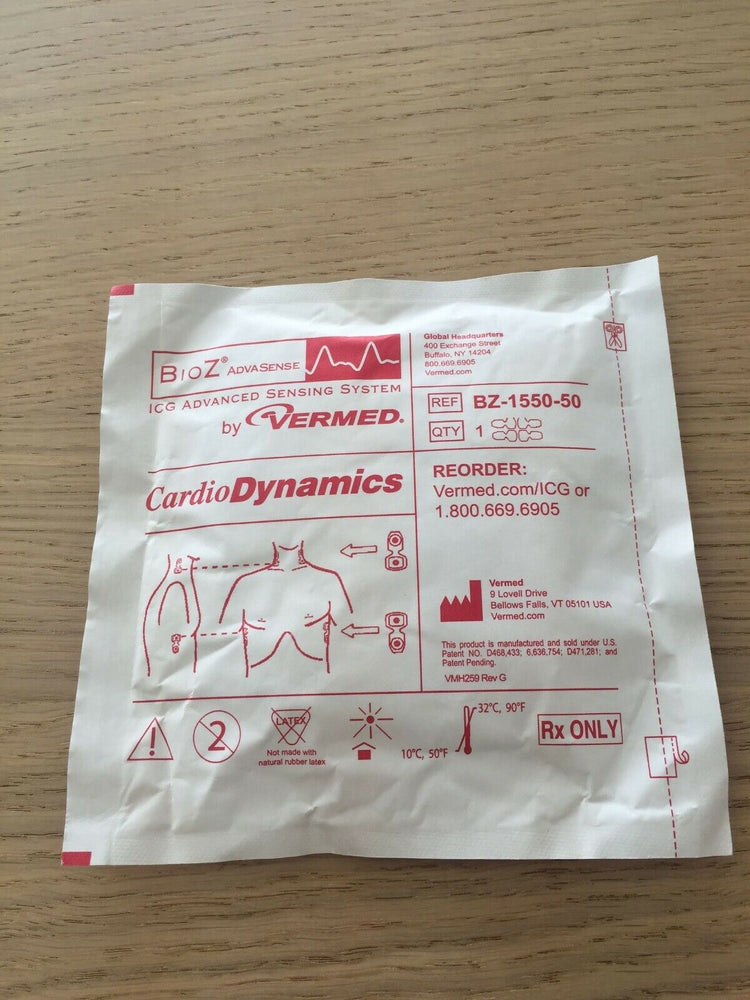 BIOZ® ADVASENSE
ICG ADVANCED SENSING SYSTEM
by VERMED®
Global Headquarters
400 Exchange Street
Buffalo, NY 14204
800.669.6905
Vermed.com
REF BZ-1550-50
QTY 1
CardioDynamics
REORDER:
Vermed.com/ICG or
1.800.669.6905
Vermed
9 Lovell Drive
Bellows Falls, VT 05101 USA
Vermed.com
This product is manufactured and sold under U.S.
Patent NO. D468,433; 6,636,754; D471,281; and
Patent Pending.
VMH259 Rev G
!
2
LATEX
Not made with
natural rubber latex
10°C, 50°F
32°C, 90°F
Rx ONLY